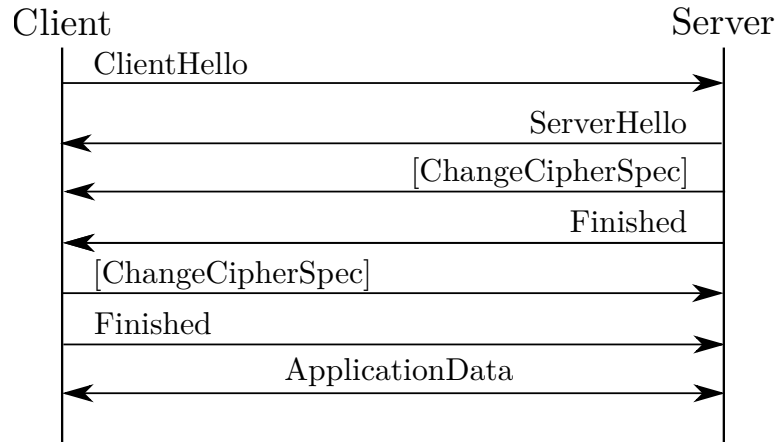 Client
Server
ClientHello
ServerHello
[ChangeCipherSpec]
Finished
[ChangeCipherSpec]
Finished
ApplicationData